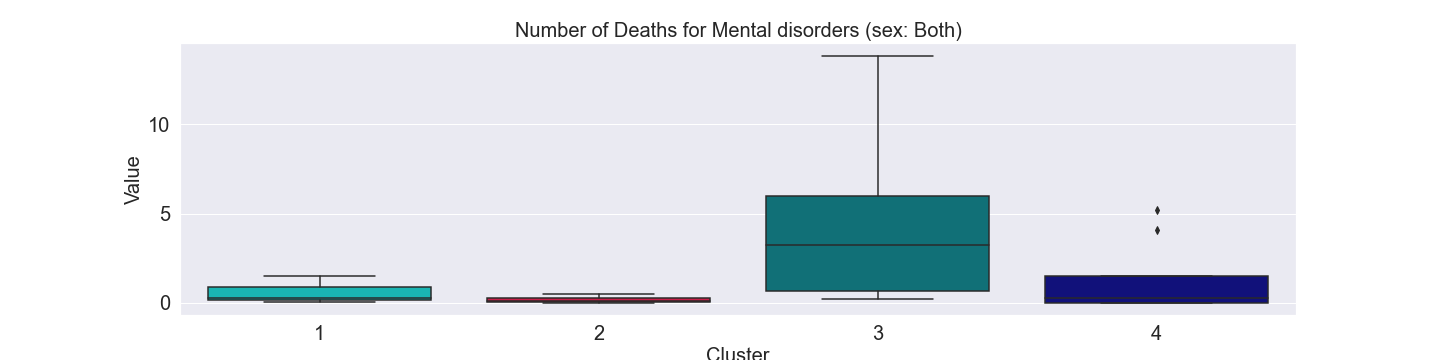 Number of Deaths for Mental disorders (sex: Both)
10
5
0
Value
1 2 3 4
Cluster